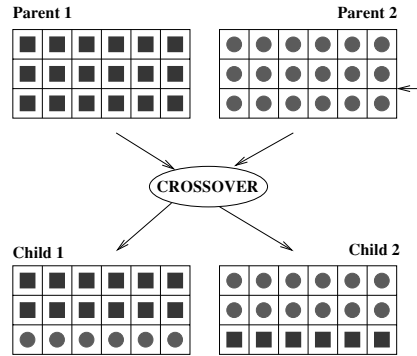 Parent 1
Parent 2
CROSSOVER
Child 1
Child 2